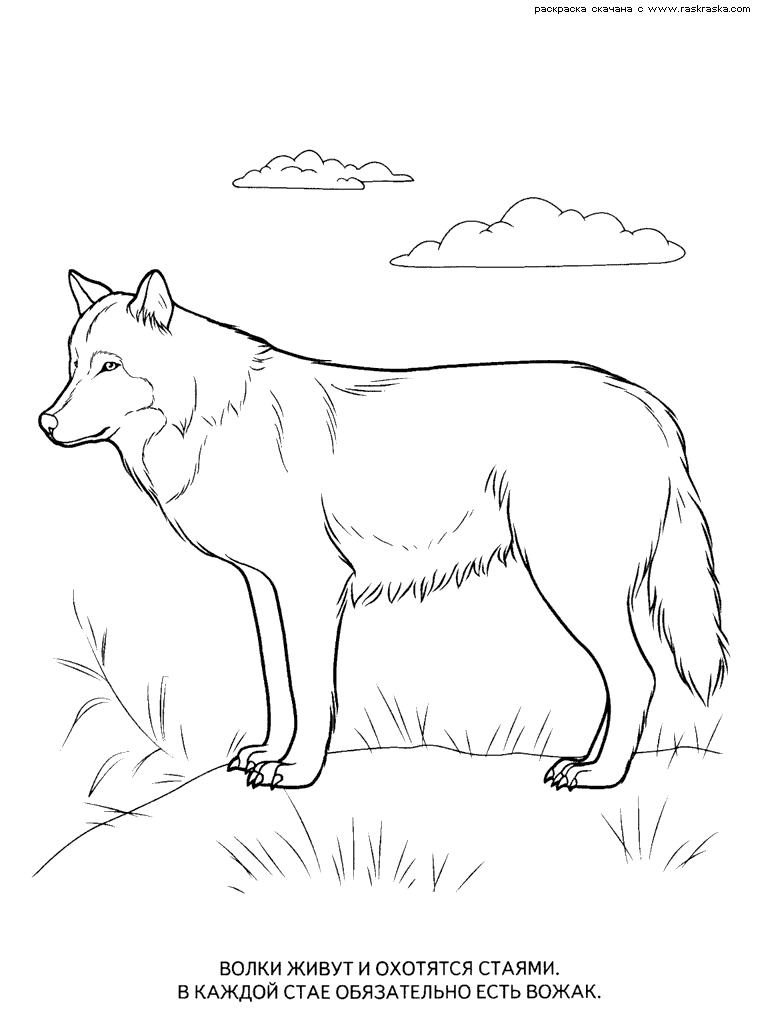 раскраска скачана с www.raskraska.com
ВОЛКИ ЖИВУТ И ОХОТЯТСЯ СТАЯМИ.
В КАЖДОЙ СТАЕ ОБЯЗАТЕЛЬНО ЕСТЬ ВОЖАК.